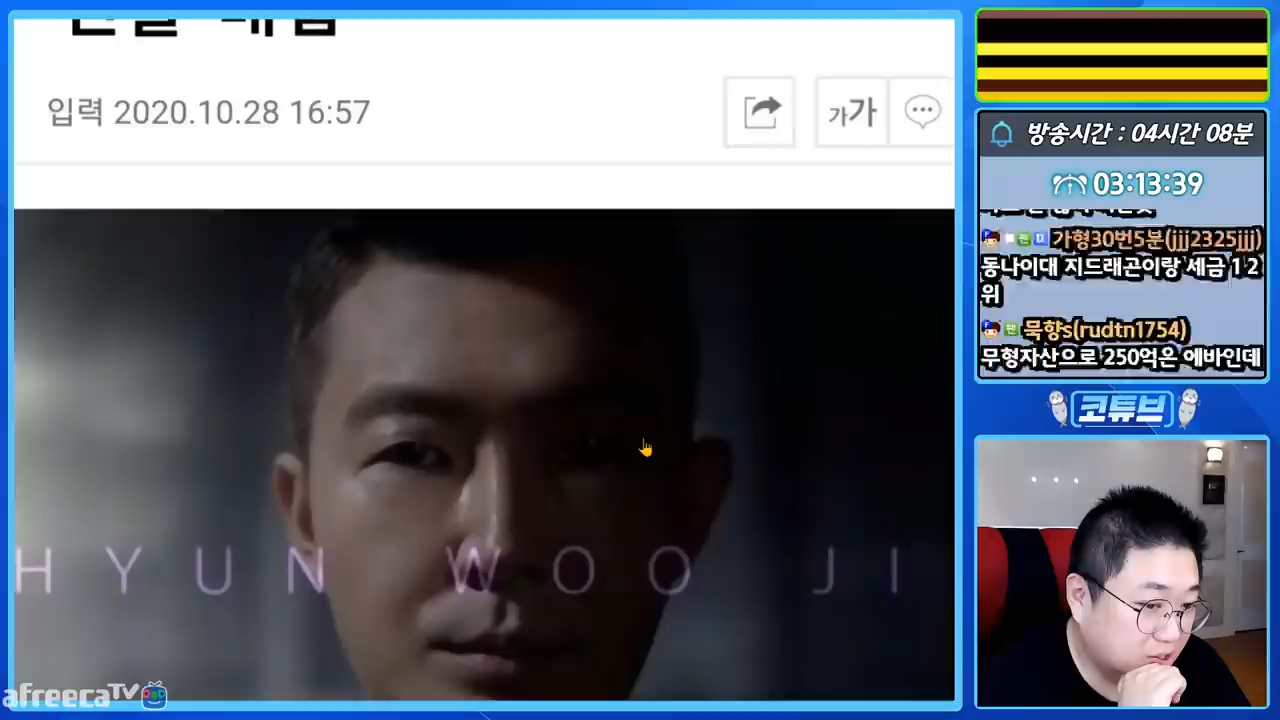 입력 2020.10.28 16:57
가가
HYUN WOO JI
방송시간 : 04시간 08분
03:13:39
가형30번5분(jjj2325jjj)
동나이대 지드래곤이랑 세금 1 2
위
묵향s(rudtn1754)
무형자산으로 250억은 에바인데
코튜브
afreecaTV